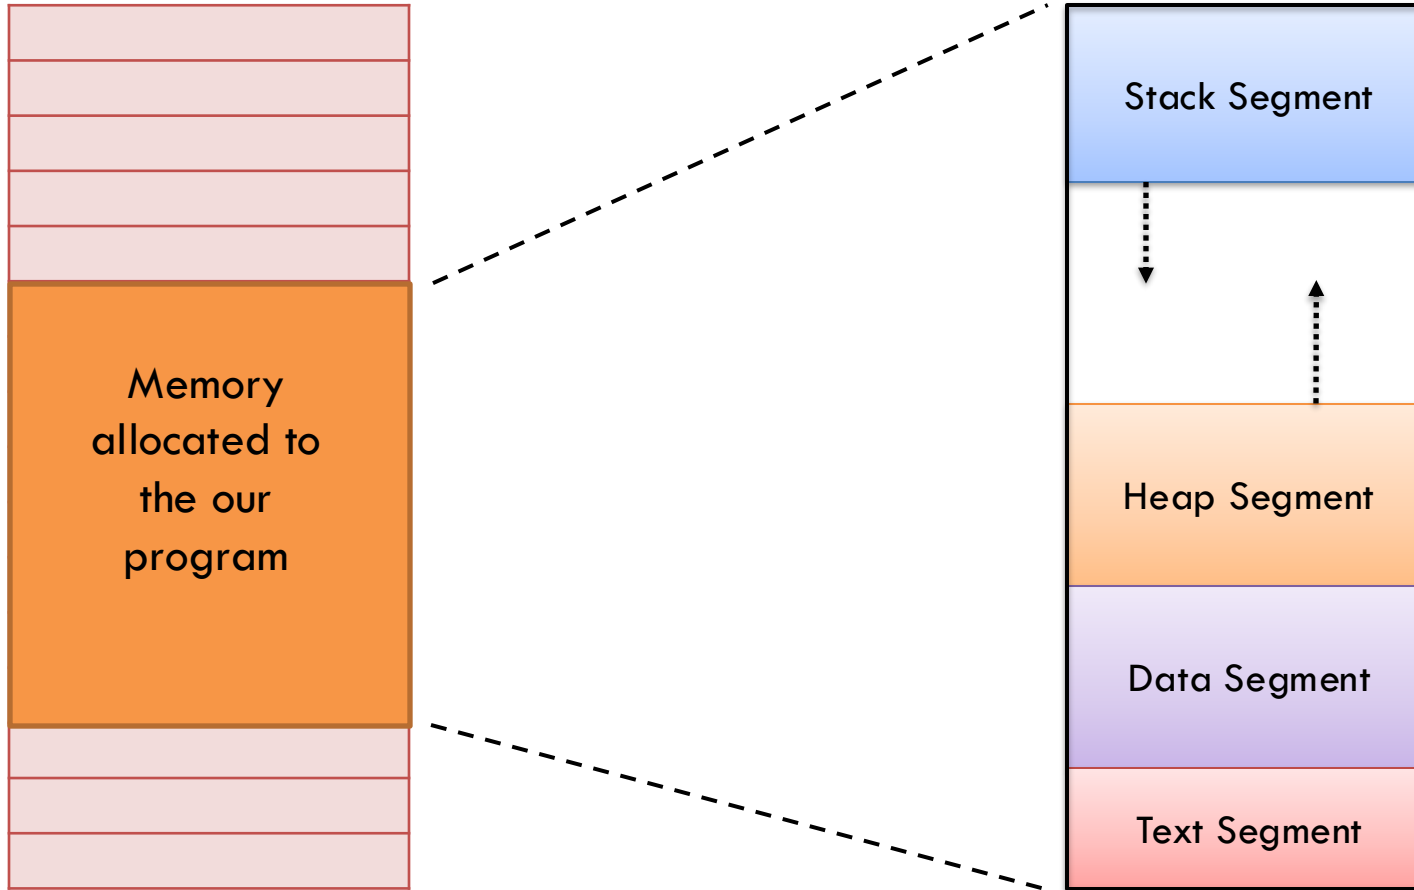 Memory
allocated to
the our
program
Stack Segment
Heap Segment
Data Segment
Text Segment